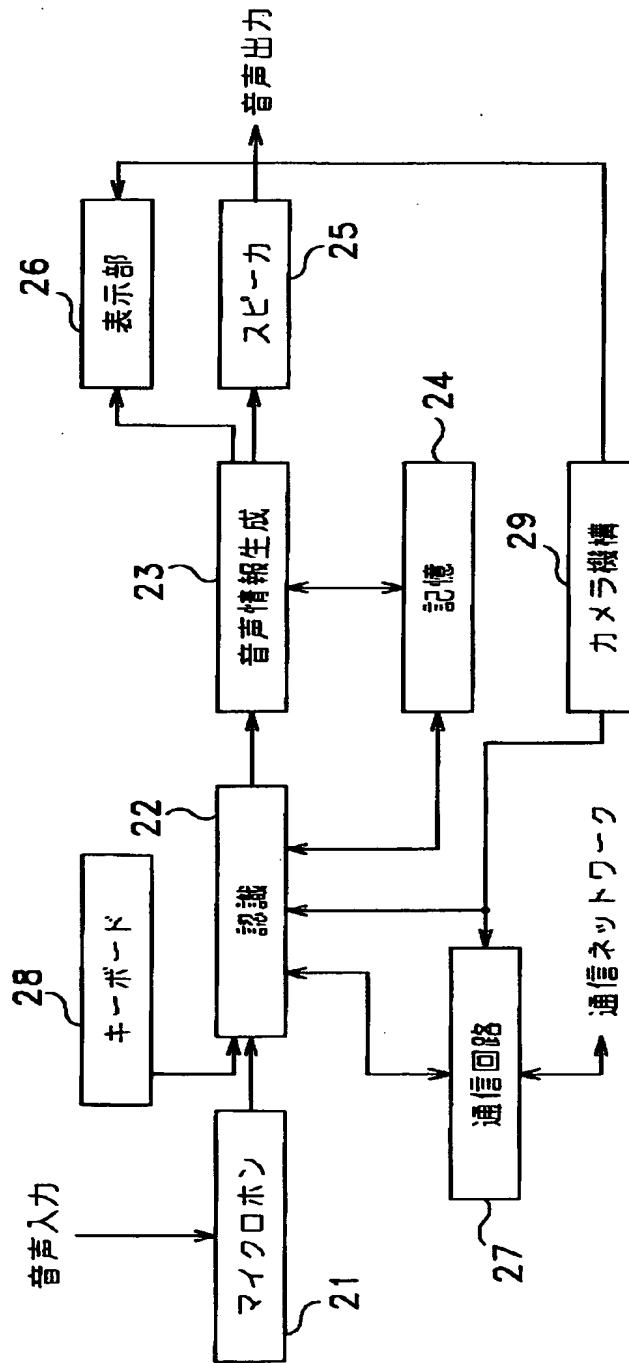 音声入力
マイクロホン
21
キーボード
28
認識
22
通信回路
27
通信ネットワーク
音声情報生成
23
記憶
24
カメラ機構
29
表示部
26
スピーカ
25
音声出力